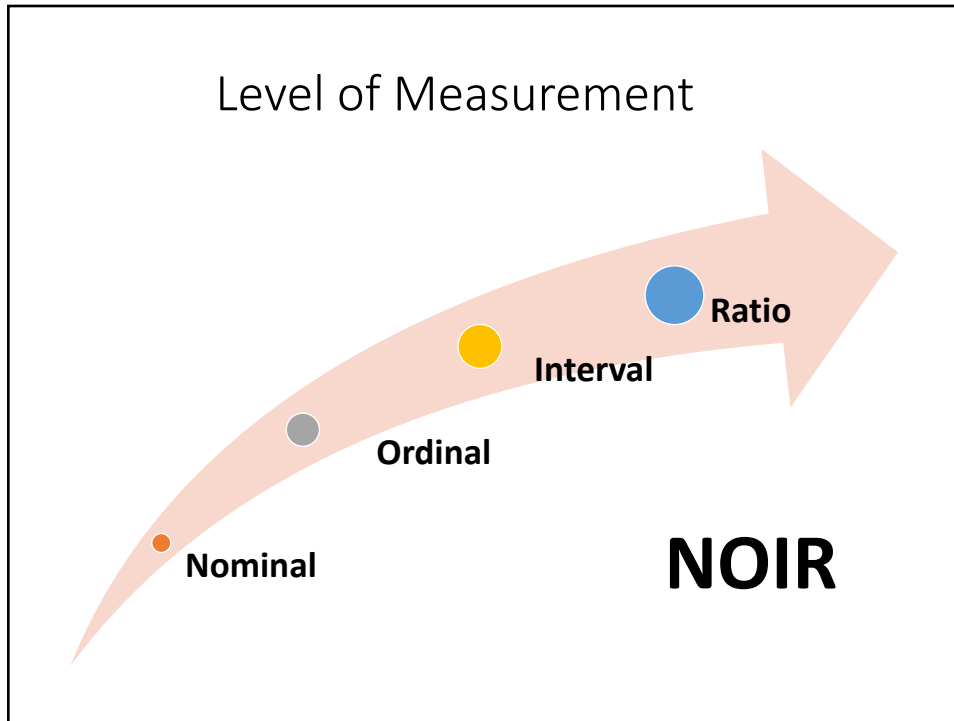 Level of Measurement
Ratio
Interval
Ordinal
Nominal
NOIR